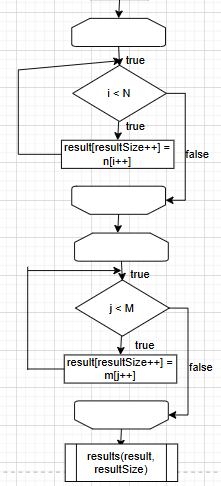 true
i < N
true
result[resultSize++] =
n[i++]
false
true
j < M
true
result[resultSize++] =
m[j++]
false
results(result,
resultSize)